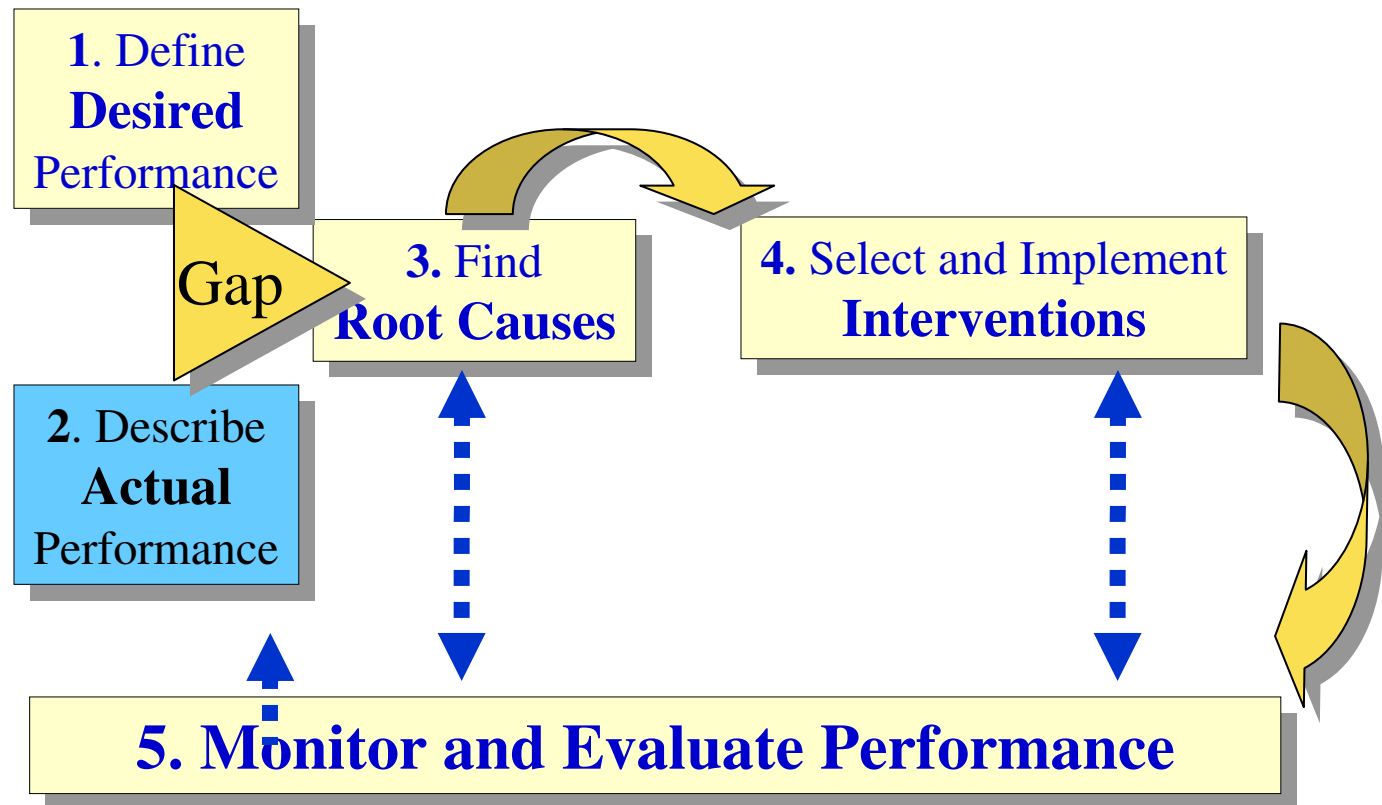 1. Define
Desired
Performance
Gap
2. Describe
Actual
Performance
3. Find
Root Causes
4. Select and Implement
Interventions
5. Monitor and Evaluate Performance